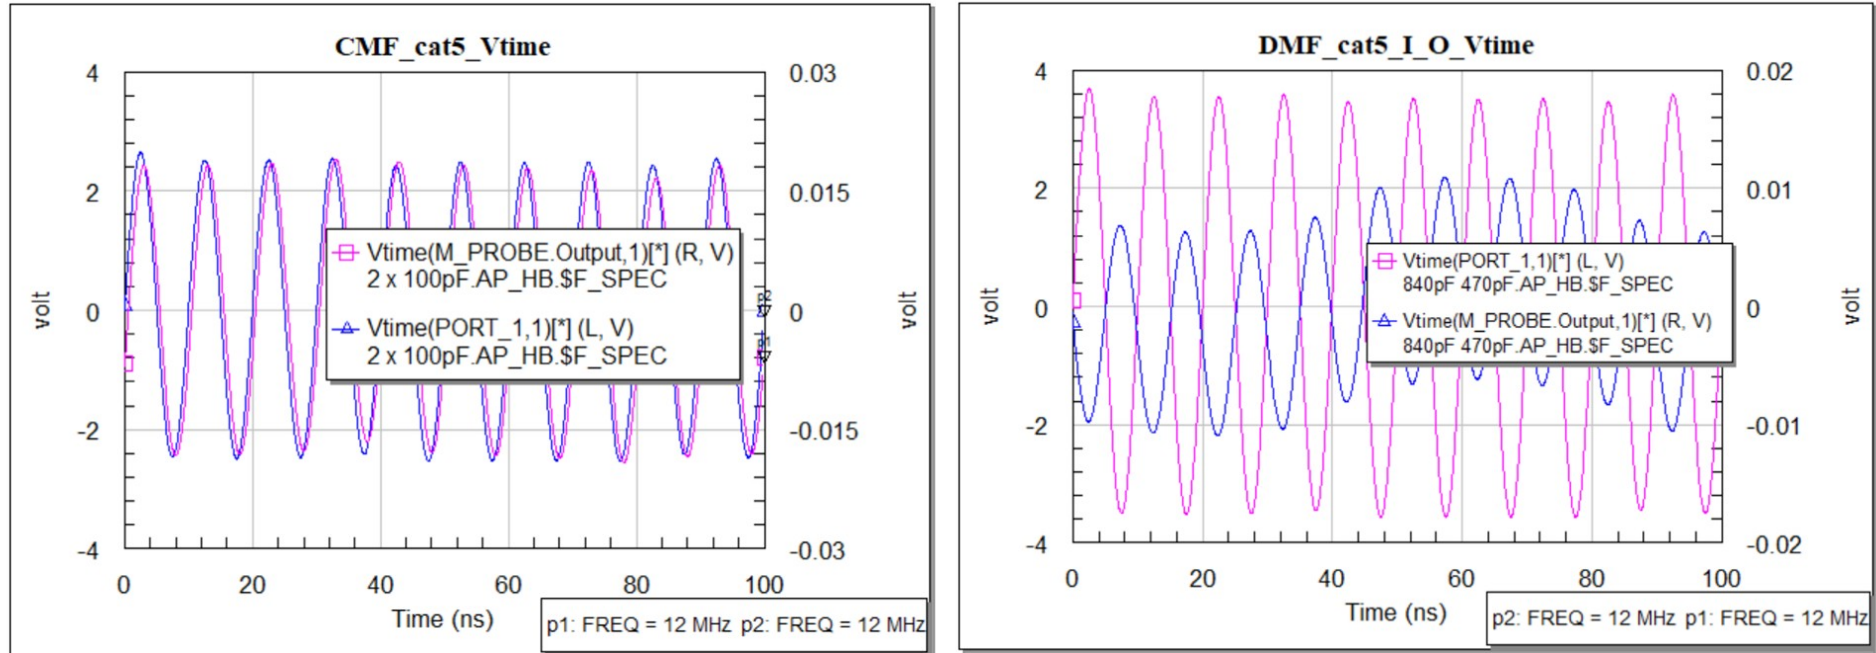 CMF_cat5_Vtime
4
2
0
-2
-4
volt
0.03
0.015
0
-0.015
-0.03
volt
Vtime(M_PROBE.Output,1)[*] (R, V)
2 x 100pF.AP_HB.$F_SPEC
Vtime(PORT_1,1)[*] (L, V)
2 x 100pF.AP_HB.$F_SPEC
p2
p1
0 20 40 60 80 100
Time (ns)
p1: FREQ = 12 MHz p2: FREQ = 12 MHz
DMF_cat5_I_O_Vtime
4
2
0
-2
-4
volt
0.02
0.01
0
-0.01
-0.02
volt
Vtime(PORT_1,1)[*] (L, V)
840pF 470pF.AP_HB.$F_SPEC
Vtime(M_PROBE.Output,1)[*] (R, V)
840pF 470pF.AP_HB.$F_SPEC
0 20 40 60 80 100
Time (ns)
p2: FREQ = 12 MHz p1: FREQ = 12 MHz